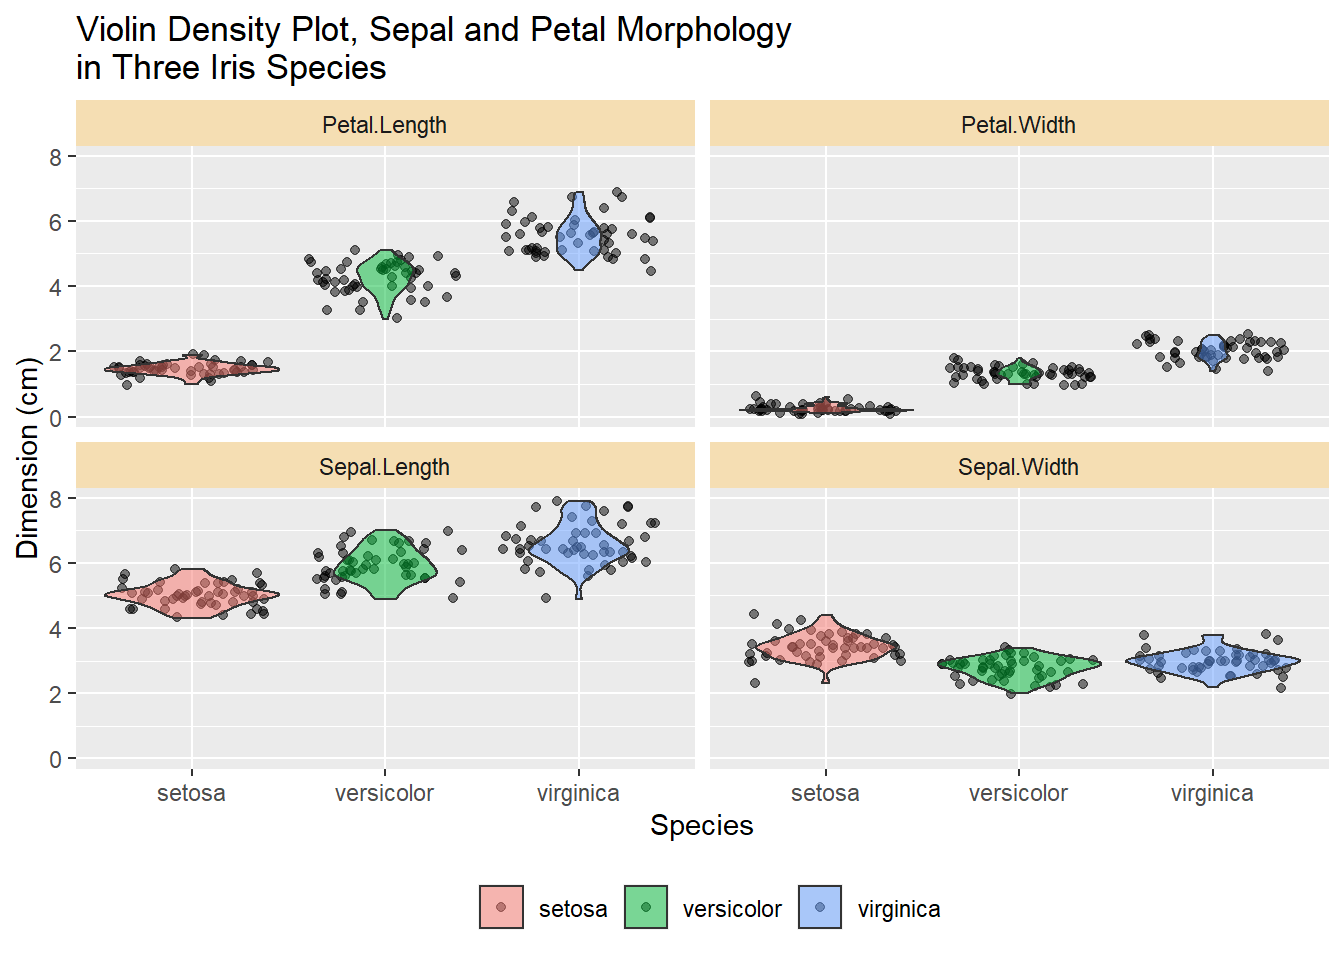 Violin Density Plot, Sepal and Petal Morphology
in Three Iris Species
Petal.Length
Petal.Width
8
6
4
2
0
Dimension (cm)
Sepal.Length
Sepal.Width
8
6
4
2
0
setosa
versicolor
virginica
setosa
versicolor
virginica
Species
setosa
versicolor
virginica